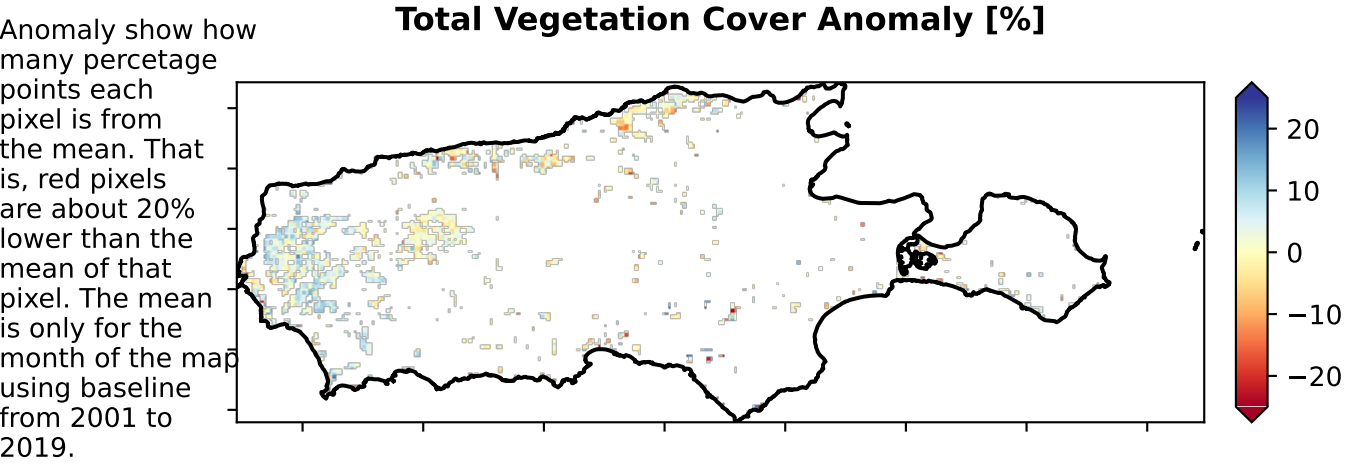 Total Vegetation Cover Anomaly [%]
Anomaly show how
many percetage
points each
pixel is from
the mean. That
is, red pixels
are about 20%
lower than the
mean of that
pixel. The mean
is only for the
month of the map
using baseline
from 2001 to
2019.
20
10
0
−10
−20